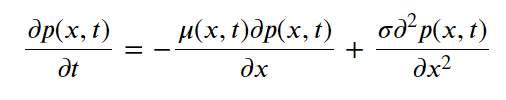 ∂p(x, t)/∂t = −μ(x, t)∂p(x, t)/∂x + σ∂²p(x, t)/∂x²